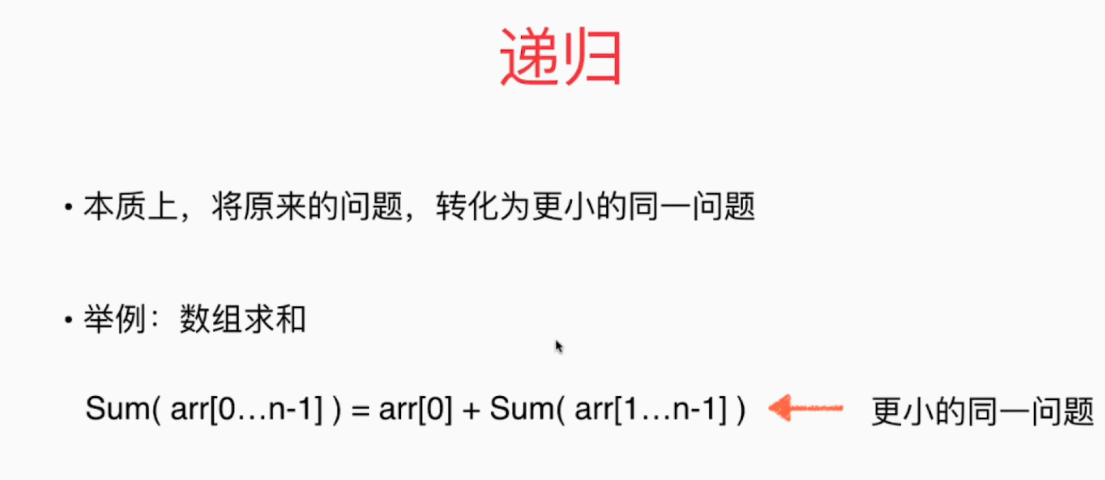 递归
• 本质上，将原来的问题，转化为更小的同一问题
• 举例：数组求和
Sum( arr[0…n-1] ) = arr[0] + Sum( arr[1…n-1] ) 更小的同一问题